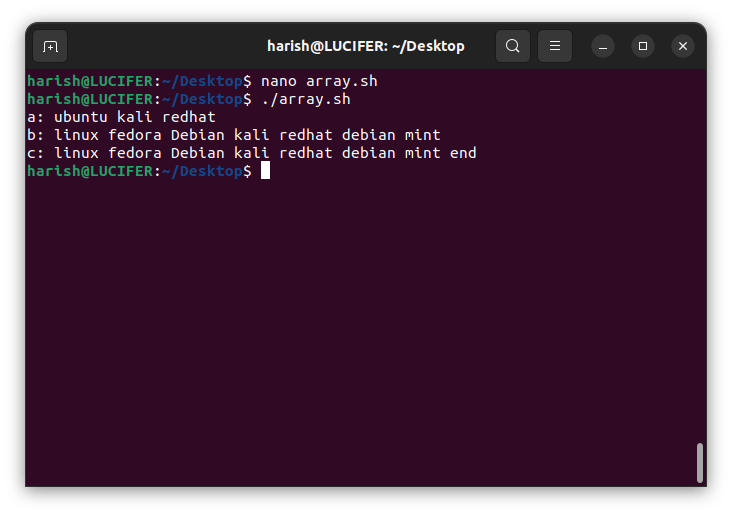 harish@LUCIFER: ~/Desktop
harish@LUCIFER:~/Desktop$ nano array.sh
harish@LUCIFER:~/Desktop$ ./array.sh
a: ubuntu kali redhat
b: linux fedora Debian kali redhat debian mint
c: linux fedora Debian kali redhat debian mint end
harish@LUCIFER:~/Desktop$